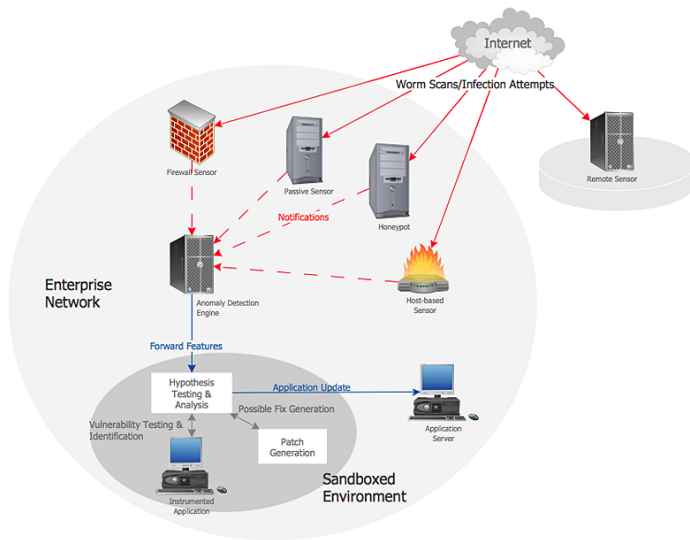 Internet
Worm Scans/Infection Attempts
Firewall Sensor
Passive Sensor
Remote Sensor
Notifications
Honeypot
Enterprise
Network
Anomaly Detection
Engine
Host-based
Sensor
Forward Features
Hypothesis
Testing &
Analysis
Application Update
Possible Fix Generation
Vulnerability Testing &
Identification
Application
Server
Patch
Generation
Sandboxed
Environment
Instrumented
Application